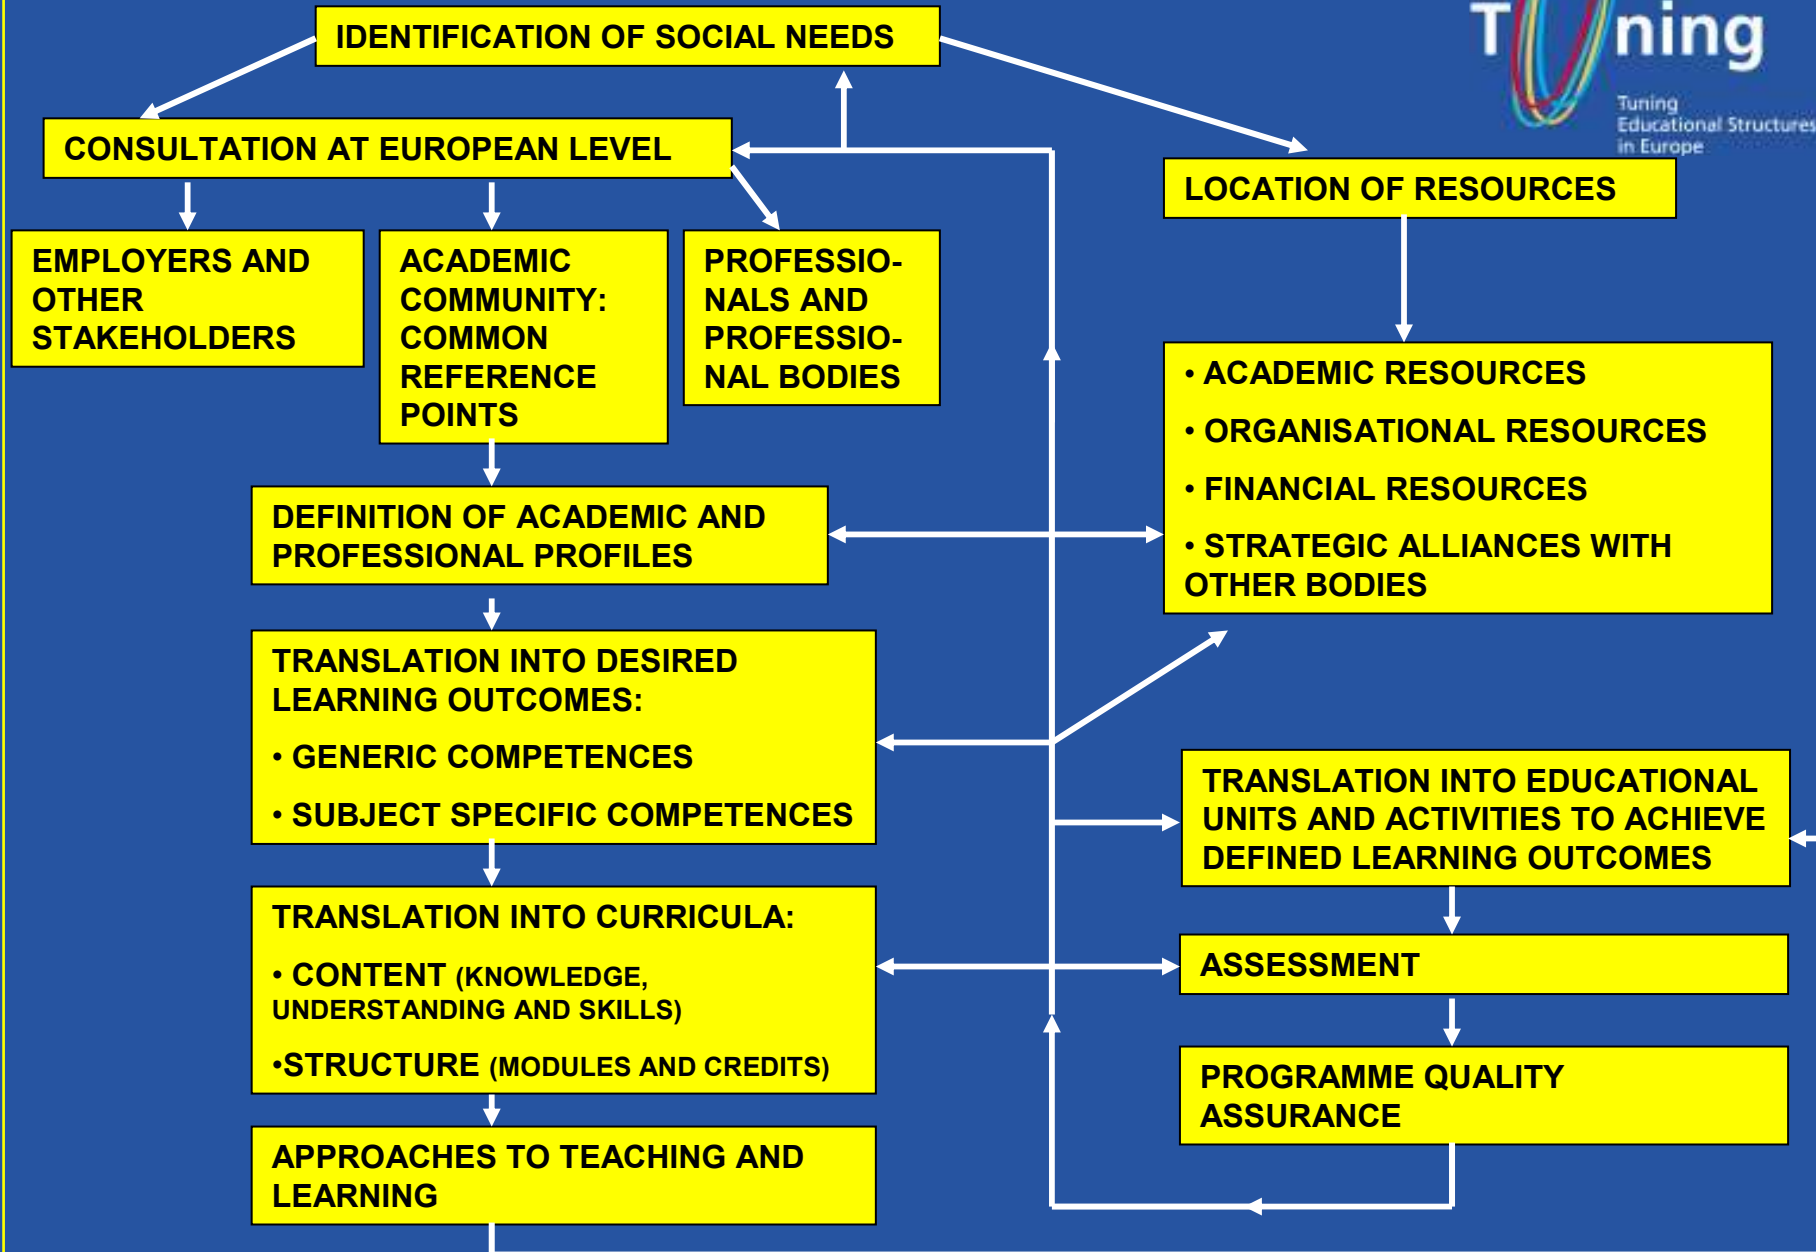 IDENTIFICATION OF SOCIAL NEEDS
Tuning
Tuning
Educational Structures
in Europe
CONSULTATION AT EUROPEAN LEVEL
LOCATION OF RESOURCES
EMPLOYERS AND
OTHER
STAKEHOLDERS
ACADEMIC
COMMUNITY:
COMMON
REFERENCE
POINTS
PROFESSIO-
NALS AND
PROFESSIO-
NAL BODIES
• ACADEMIC RESOURCES
• ORGANISATIONAL RESOURCES
• FINANCIAL RESOURCES
• STRATEGIC ALLIANCES WITH
OTHER BODIES
DEFINITION OF ACADEMIC AND
PROFESSIONAL PROFILES
TRANSLATION INTO DESIRED
LEARNING OUTCOMES:
• GENERIC COMPETENCES
• SUBJECT SPECIFIC COMPETENCES
TRANSLATION INTO EDUCATIONAL
UNITS AND ACTIVITIES TO ACHIEVE
DEFINED LEARNING OUTCOMES
TRANSLATION INTO CURRICULA:
• CONTENT (KNOWLEDGE,
UNDERSTANDING AND SKILLS)
•STRUCTURE (MODULES AND CREDITS)
ASSESSMENT
PROGRAMME QUALITY
ASSURANCE
APPROACHES TO TEACHING AND
LEARNING